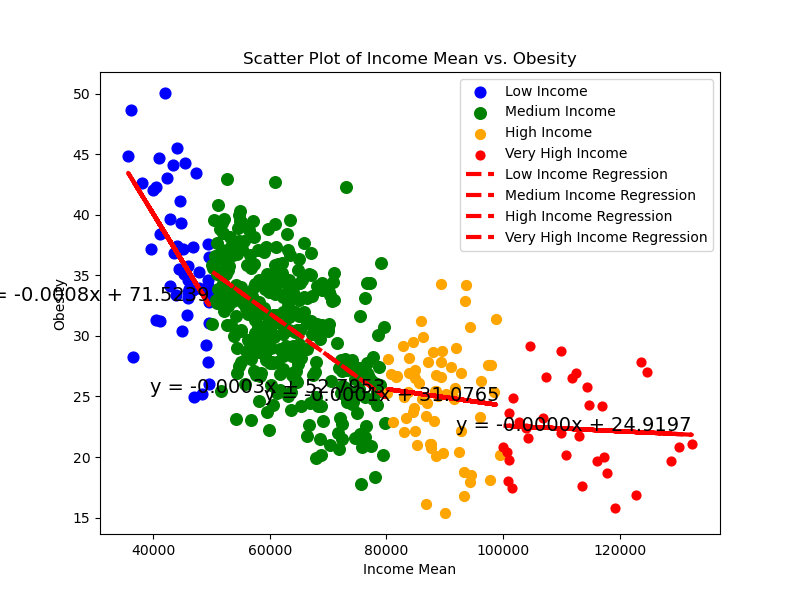 Scatter Plot of Income Mean vs. Obesity
Low Income
Medium Income
High Income
Very High Income
Low Income Regression
Medium Income Regression
High Income Regression
Very High Income Regression
Obesity
50
45
40
35
30
25
20
15
= -0.0008x + 71.5239
y = -0.0003x + 52.7953
y = -0.0001x + 31.0765
y = -0.0000x + 24.9197
40000 60000 80000 100000 120000
Income Mean